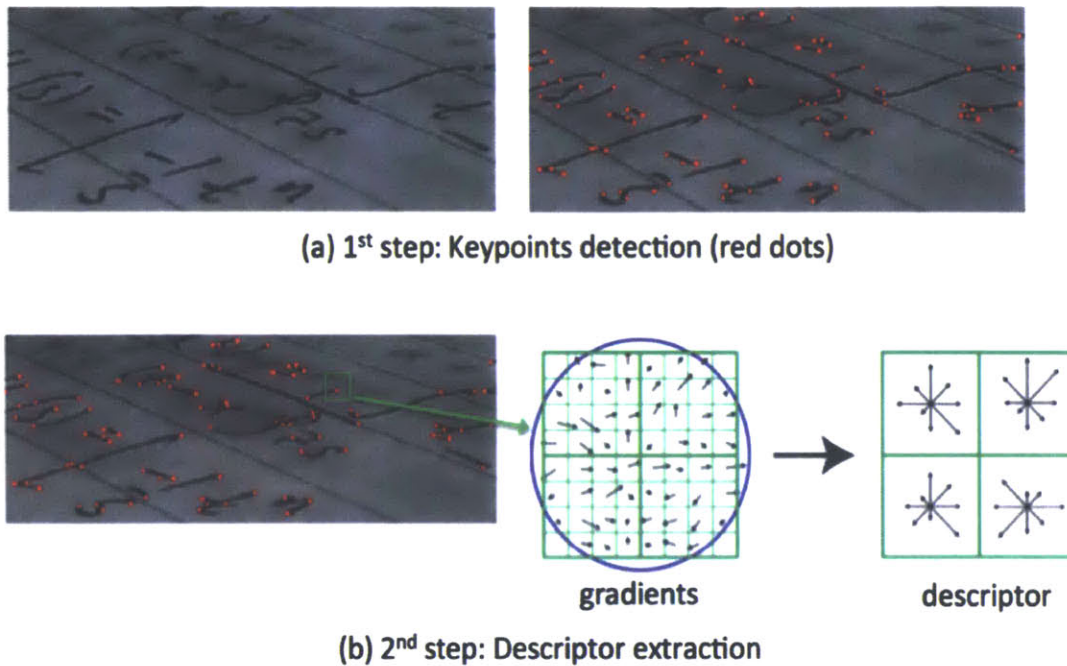 (a) 1st step: Keypoints detection (red dots)
gradients
descriptor
(b) 2nd step: Descriptor extraction